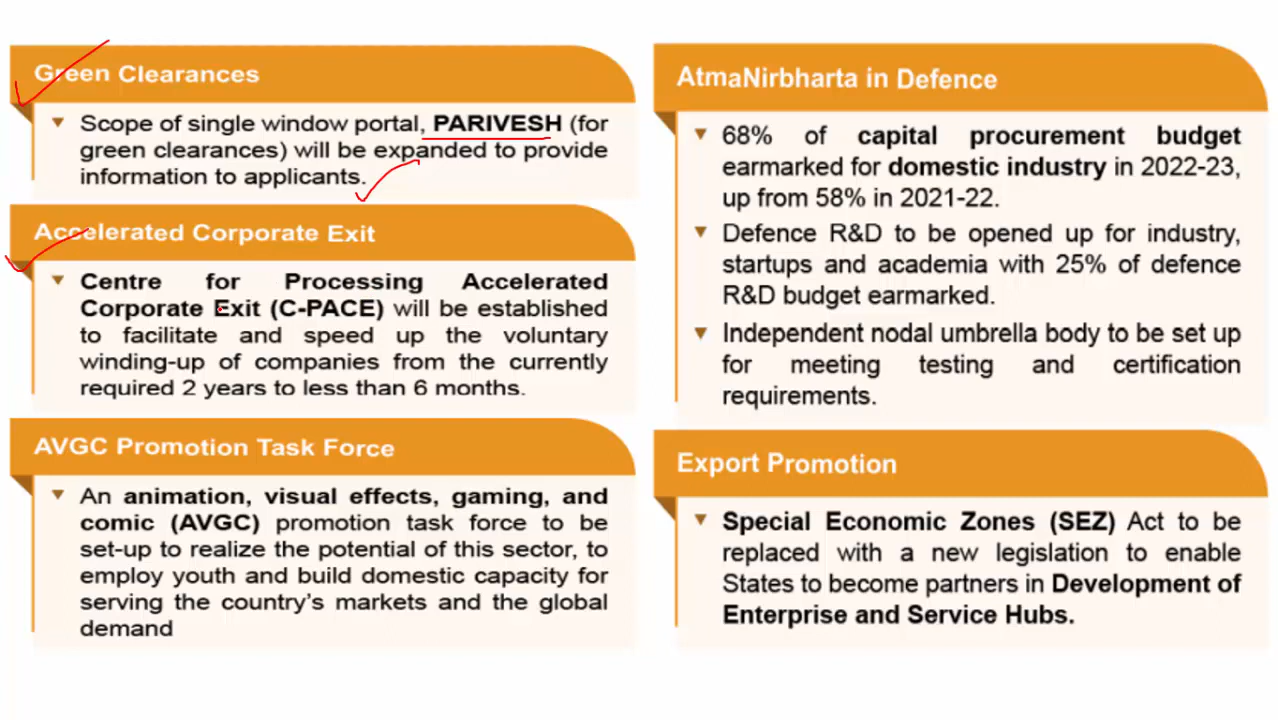 Green Clearances
Scope of single window portal, PARIVESH (for
green clearances) will be expanded to provide
information to applicants.
Accelerated Corporate Exit
Centre for Processing Accelerated
Corporate Exit (C-PACE) will be established
to facilitate and speed up the voluntary
winding-up of companies from the currently
required 2 years to less than 6 months.
AVGC Promotion Task Force
An animation, visual effects, gaming, and
comic (AVGC) promotion task force to be
set-up to realize the potential of this sector, to
employ youth and build domestic capacity for
serving the country's markets and the global
demand
AtmaNirbharta in Defence
68% of capital procurement budget
earmarked for domestic industry in 2022-23,
up from 58% in 2021-22.
Defence R&D to be opened up for industry,
startups and academia with 25% of defence
R&D budget earmarked.
Independent nodal umbrella body to be set up
for meeting testing and certification
requirements.
Export Promotion
Special Economic Zones (SEZ) Act to be
replaced with a new legislation to enable
States to become partners in Development of
Enterprise and Service Hubs.